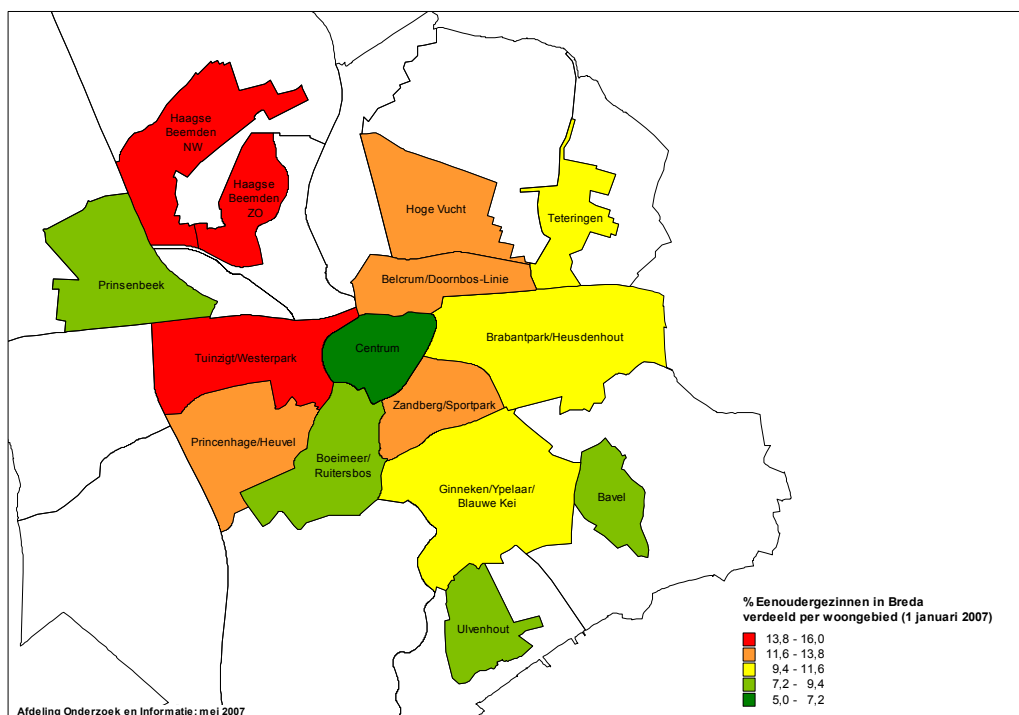 Haagse
Beemden
NW
Haagse
Beemden
ZO
Hoge Vucht
Teteringen
Prinsenbeek
Belcrum/Doornbos-Linie
Brabantpark/Heusdenhout
Centrum
Tuinzigt/Westerpark
Zandberg/Sportpark
Princenhage/Heuvel
Boeimeer/
Ruitersbos
Ginneken/Ypelaar/
Blauwe Kei
Bavel
Ulvenhout
% Eenoudergezinnen in Breda
verdeeld per woongebied (1 januari 2007)
13,8 - 16,0
11,6 - 13,8
9,4 - 11,6
7,2 - 9,4
5,0 - 7,2
Afdeling Onderzoek en Informatie; mei 2007